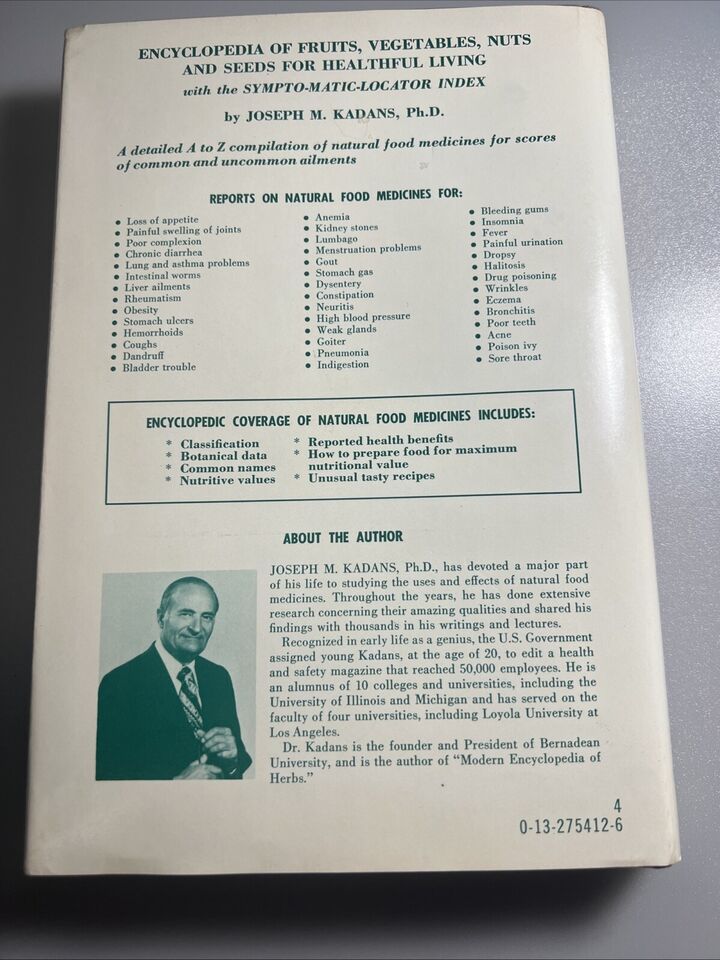 ENCYCLOPEDIA OF FRUITS, VEGETABLES, NUTS
AND SEEDS FOR HEALTHFUL LIVING
with the SYMPTO-MATIC-LOCATOR INDEX
by JOSEPH M. KADANS, Ph.D.
A detailed A to Z compilation of natural food medicines for scores
of common and uncommon ailments
REPORTS ON NATURAL FOOD MEDICINES FOR:
• Loss of appetite
• Painful swelling of joints
• Poor complexion
• Chronic diarrhea
• Lung and asthma problems
• Intestinal worms
• Liver ailments
• Rheumatism
• Obesity
• Stomach ulcers
• Hemorrhoids
• Coughs
• Dandruff
• Bladder trouble
• Anemia
• Kidney stones
• Lumbago
• Menstruation problems
• Gout
• Stomach gas
• Dysentery
• Constipation
• Neuritis
• High blood pressure
• Weak glands
• Goiter
• Pneumonia
• Indigestion
• Bleeding gums
• Insomnia
• Fever
• Painful urination
• Dropsy
• Halitosis
• Drug poisoning
• Wrinkles
• Eczema
• Bronchitis
• Poor teeth
• Acne
• Poison ivy
• Sore throat
ENCYCLOPEDIC COVERAGE OF NATURAL FOOD MEDICINES INCLUDES:
* Classification
* Botanical data
* Common names
* Nutritive values
* Reported health benefits
* How to prepare food for maximum
nutritional value
* Unusual tasty recipes
ABOUT THE AUTHOR
JOSEPH M. KADANS, Ph.D., has devoted a major part
of his life to studying the uses and effects of natural food
medicines. Throughout the years, he has done extensive
research concerning their amazing qualities and shared his
findings with thousands in his writings and lectures.
Recognized in early life as a genius, the U.S. Government
assigned young Kadans, at the age of 20, to edit a health
and safety magazine that reached 50,000 employees. He is
an alumnus of 10 colleges and universities, including the
University of Illinois and Michigan and has served on the
faculty of four universities, including Loyola University at
Los Angeles.
Dr. Kadans is the founder and President of Bernadean
University, and is the author of "Modern Encyclopedia of
Herbs."
4
0-13-275412-6